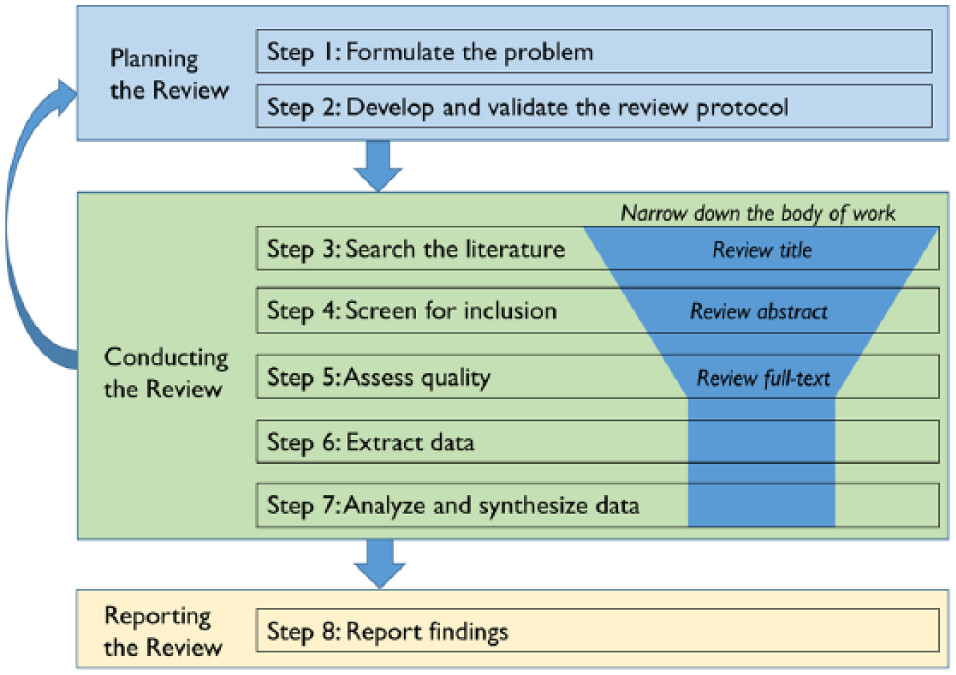 Planning
the Review
Step 1: Formulate the problem
Step 2: Develop and validate the review protocol
Narrow down the body of work
Conducting
the Review
Step 3: Search the literature
Review title
Step 4: Screen for inclusion
Review abstract
Step 5: Assess quality
Review full-text
Step 6: Extract data
Step 7: Analyze and synthesize data
Reporting
the Review
Step 8: Report findings